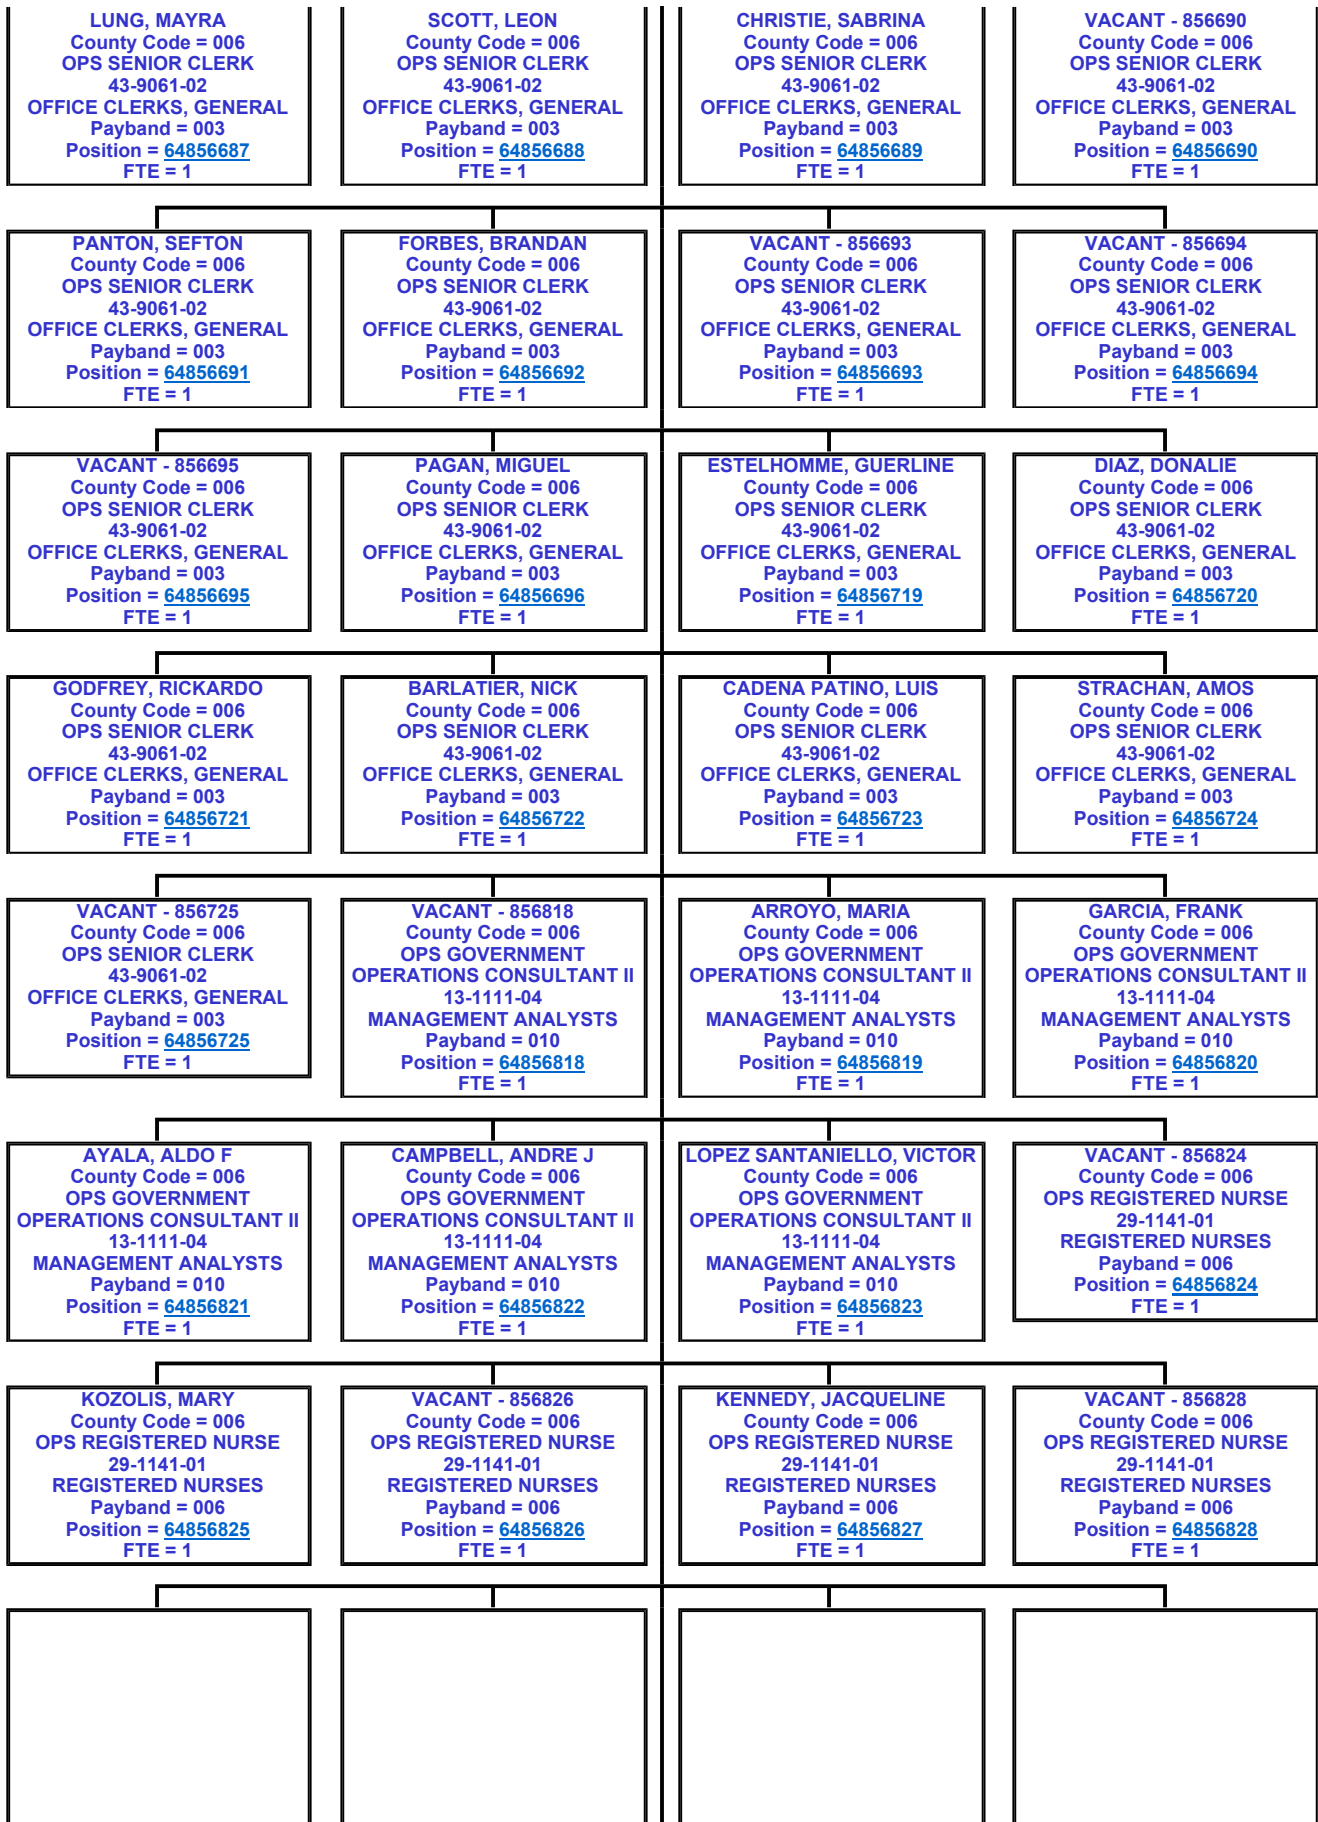 LUNG, MAYRA
County Code = 006
OPS SENIOR CLERK
43-9061-02
OFFICE CLERKS, GENERAL
Payband = 003
Position = 64856687
FTE = 1
SCOTT, LEON
County Code = 006
OPS SENIOR CLERK
43-9061-02
OFFICE CLERKS, GENERAL
Payband = 003
Position = 64856688
FTE = 1
CHRISTIE, SABRINA
County Code = 006
OPS SENIOR CLERK
43-9061-02
OFFICE CLERKS, GENERAL
Payband = 003
Position = 64856689
FTE = 1
VACANT - 856690
County Code = 006
OPS SENIOR CLERK
43-9061-02
OFFICE CLERKS, GENERAL
Payband = 003
Position = 64856690
FTE = 1
PANTON, SEFTON
County Code = 006
OPS SENIOR CLERK
43-9061-02
OFFICE CLERKS, GENERAL
Payband = 003
Position = 64856691
FTE = 1
FORBES, BRANDAN
County Code = 006
OPS SENIOR CLERK
43-9061-02
OFFICE CLERKS, GENERAL
Payband = 003
Position = 64856692
FTE = 1
VACANT - 856693
County Code = 006
OPS SENIOR CLERK
43-9061-02
OFFICE CLERKS, GENERAL
Payband = 003
Position = 64856693
FTE = 1
VACANT - 856694
County Code = 006
OPS SENIOR CLERK
43-9061-02
OFFICE CLERKS, GENERAL
Payband = 003
Position = 64856694
FTE = 1
VACANT - 856695
County Code = 006
OPS SENIOR CLERK
43-9061-02
OFFICE CLERKS, GENERAL
Payband = 003
Position = 64856695
FTE = 1
PAGAN, MIGUEL
County Code = 006
OPS SENIOR CLERK
43-9061-02
OFFICE CLERKS, GENERAL
Payband = 003
Position = 64856696
FTE = 1
ESTELHOMME, GUERLINE
County Code = 006
OPS SENIOR CLERK
43-9061-02
OFFICE CLERKS, GENERAL
Payband = 003
Position = 64856719
FTE = 1
DIAZ, DONALIE
County Code = 006
OPS SENIOR CLERK
43-9061-02
OFFICE CLERKS, GENERAL
Payband = 003
Position = 64856720
FTE = 1
GODFREY, RICKARDO
County Code = 006
OPS SENIOR CLERK
43-9061-02
OFFICE CLERKS, GENERAL
Payband = 003
Position = 64856721
FTE = 1
BARLATIER, NICK
County Code = 006
OPS SENIOR CLERK
43-9061-02
OFFICE CLERKS, GENERAL
Payband = 003
Position = 64856722
FTE = 1
CADENA PATINO, LUIS
County Code = 006
OPS SENIOR CLERK
43-9061-02
OFFICE CLERKS, GENERAL
Payband = 003
Position = 64856723
FTE = 1
STRACHAN, AMOS
County Code = 006
OPS SENIOR CLERK
43-9061-02
OFFICE CLERKS, GENERAL
Payband = 003
Position = 64856724
FTE = 1
VACANT - 856725
County Code = 006
OPS SENIOR CLERK
43-9061-02
OFFICE CLERKS, GENERAL
Payband = 003
Position = 64856725
FTE = 1
VACANT - 856818
County Code = 006
OPS GOVERNMENT
OPERATIONS CONSULTANT II
13-1111-04
MANAGEMENT ANALYSTS
Payband = 010
Position = 64856818
FTE = 1
ARROYO, MARIA
County Code = 006
OPS GOVERNMENT
OPERATIONS CONSULTANT II
13-1111-04
MANAGEMENT ANALYSTS
Payband = 010
Position = 64856819
FTE = 1
GARCIA, FRANK
County Code = 006
OPS GOVERNMENT
OPERATIONS CONSULTANT II
13-1111-04
MANAGEMENT ANALYSTS
Payband = 010
Position = 64856820
FTE = 1
AYALA, ALDO F
County Code = 006
OPS GOVERNMENT
OPERATIONS CONSULTANT II
13-1111-04
MANAGEMENT ANALYSTS
Payband = 010
Position = 64856821
FTE = 1
CAMPBELL, ANDRE J
County Code = 006
OPS GOVERNMENT
OPERATIONS CONSULTANT II
13-1111-04
MANAGEMENT ANALYSTS
Payband = 010
Position = 64856822
FTE = 1
LOPEZ SANTANIELLO, VICTOR
County Code = 006
OPS GOVERNMENT
OPERATIONS CONSULTANT II
13-1111-04
MANAGEMENT ANALYSTS
Payband = 010
Position = 64856823
FTE = 1
VACANT - 856824
County Code = 006
OPS REGISTERED NURSE
29-1141-01
REGISTERED NURSES
Payband = 006
Position = 64856824
FTE = 1
KOZOLIS, MARY
County Code = 006
OPS REGISTERED NURSE
29-1141-01
REGISTERED NURSES
Payband = 006
Position = 64856825
FTE = 1
VACANT - 856826
County Code = 006
OPS REGISTERED NURSE
29-1141-01
REGISTERED NURSES
Payband = 006
Position = 64856826
FTE = 1
KENNEDY, JACQUELINE
County Code = 006
OPS REGISTERED NURSE
29-1141-01
REGISTERED NURSES
Payband = 006
Position = 64856827
FTE = 1
VACANT - 856828
County Code = 006
OPS REGISTERED NURSE
29-1141-01
REGISTERED NURSES
Payband = 006
Position = 64856828
FTE = 1